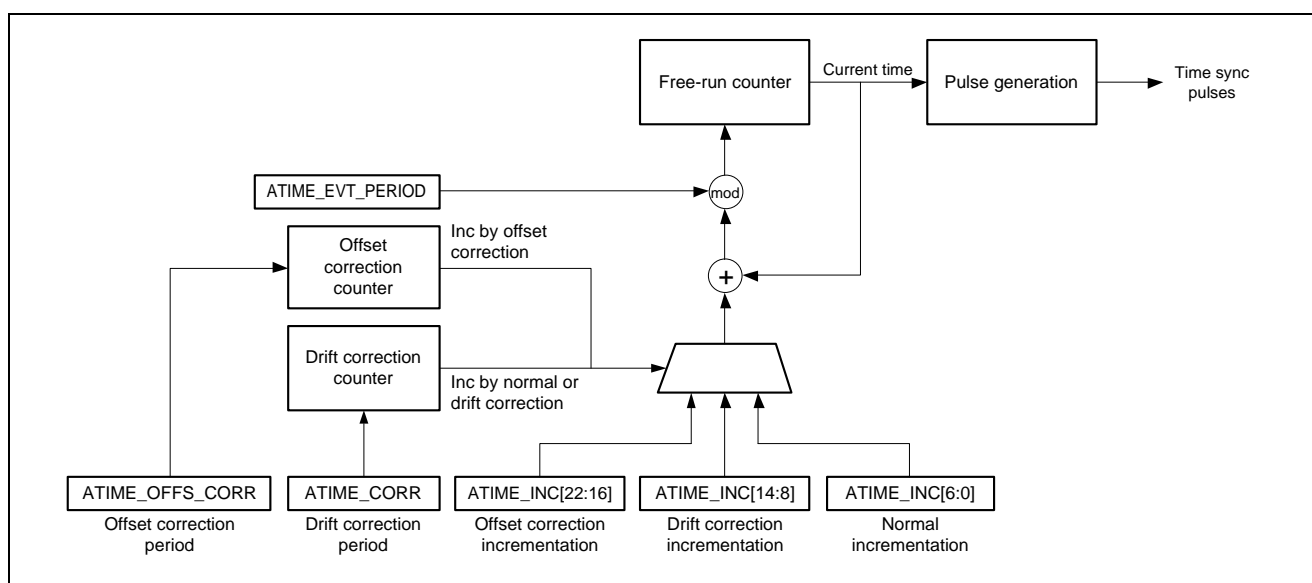 Free-run counter
Current time
Pulse generation
Time sync
pulses
ATIME_EVT_PERIOD
mod
Inc by offset
correction
Offset
correction
counter
+
Drift correction
counter
Inc by normal or
drift correction
ATIME_OFFS_CORR
ATIME_CORR
ATIME_INC[22:16]
ATIME_INC[14:8]
ATIME_INC[6:0]
Offset correction
period
Drift correction
period
Offset correction
incrementation
Drift correction
incrementation
Normal
incrementation